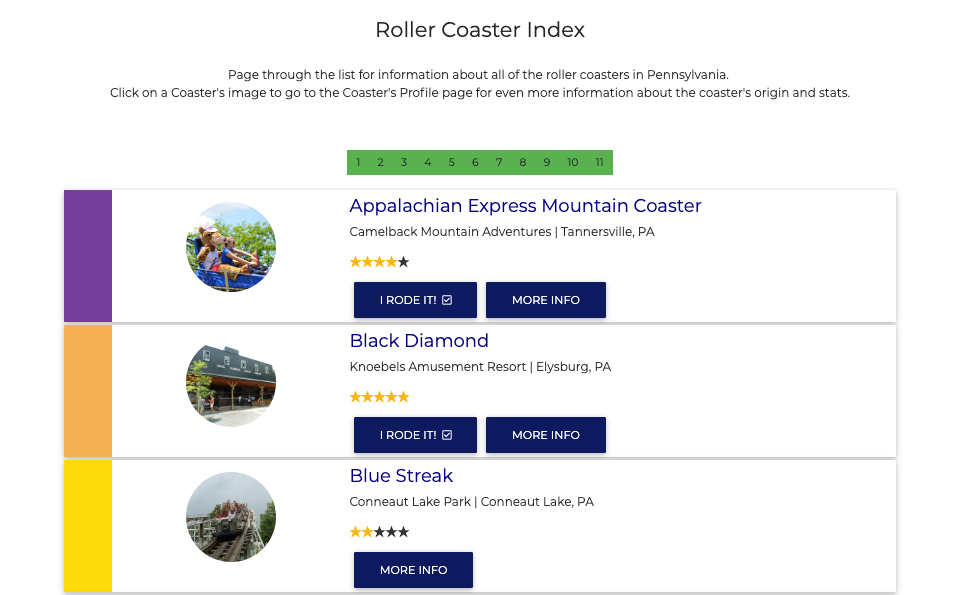 Roller Coaster Index
Page through the list for information about all of the roller coasters in Pennsylvania.
Click on a Coaster's image to go to the Coaster's Profile page for even more information about the coaster's origin and stats.
1 2 3 4 5 6 7 8 9 10 11
Appalachian Express Mountain Coaster
Camelback Mountain Adventures | Tannersville, PA
I RODE IT! MORE INFO
Black Diamond
Knoebels Amusement Resort | Elysburg, PA
I RODE IT! MORE INFO
Blue Streak
Conneaut Lake Park | Conneaut Lake, PA
MORE INFO